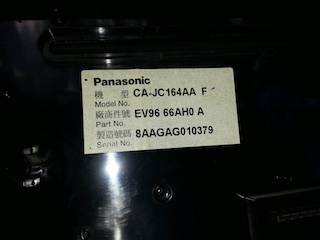 Panasonic
機 型 CA-JC164AA F
Model No.
廠商件號 EV96 66AH0 A
Part No.
製造號碼 8AAGAG010379
Serial No.